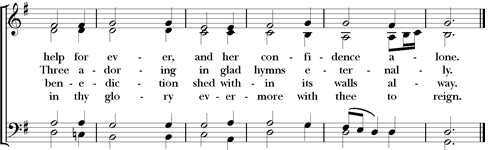 help for ev - er, and her con - fi - dence a - lone.
Three a - dor - ing in glad hymns e - ter - nal - ly.
ben - e - dic - tion shed with - in its walls al - way.
in thy glo - ry ev - er - more with thee to reign.